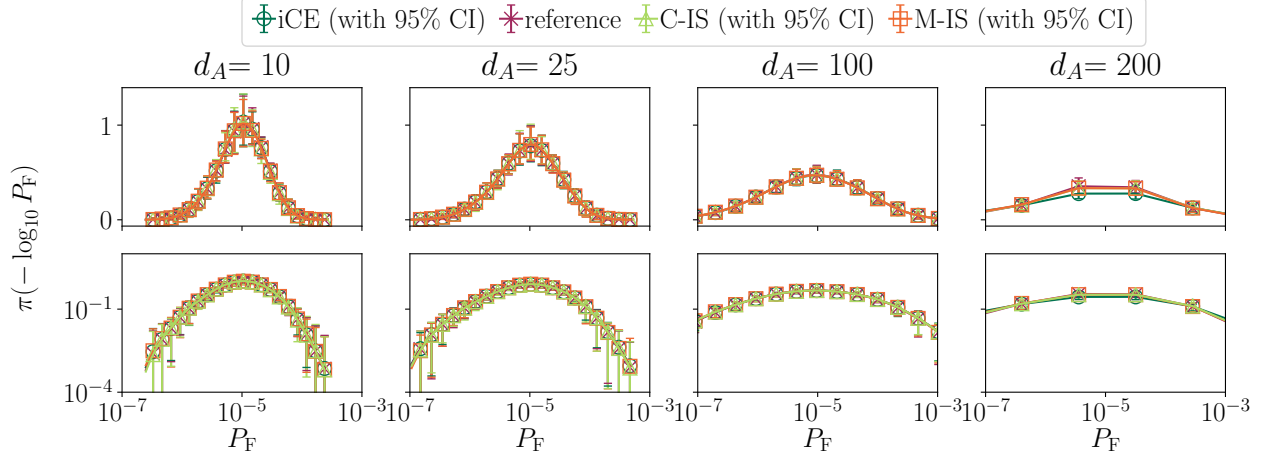 iCE (with 95% CI) reference C-IS (with 95% CI) M-IS (with 95% CI)
d_A= 10 d_A= 25 d_A= 100 d_A= 200
π(− log₁₀ P_F)
1
0
10⁻¹
10⁻⁴
10⁻⁷ 10⁻⁵ 10⁻³ 10⁻⁷ 10⁻⁵ 10⁻³ 10⁻⁷ 10⁻⁵ 10⁻³ 10⁻⁷ 10⁻⁵ 10⁻³
P_F P_F P_F P_F